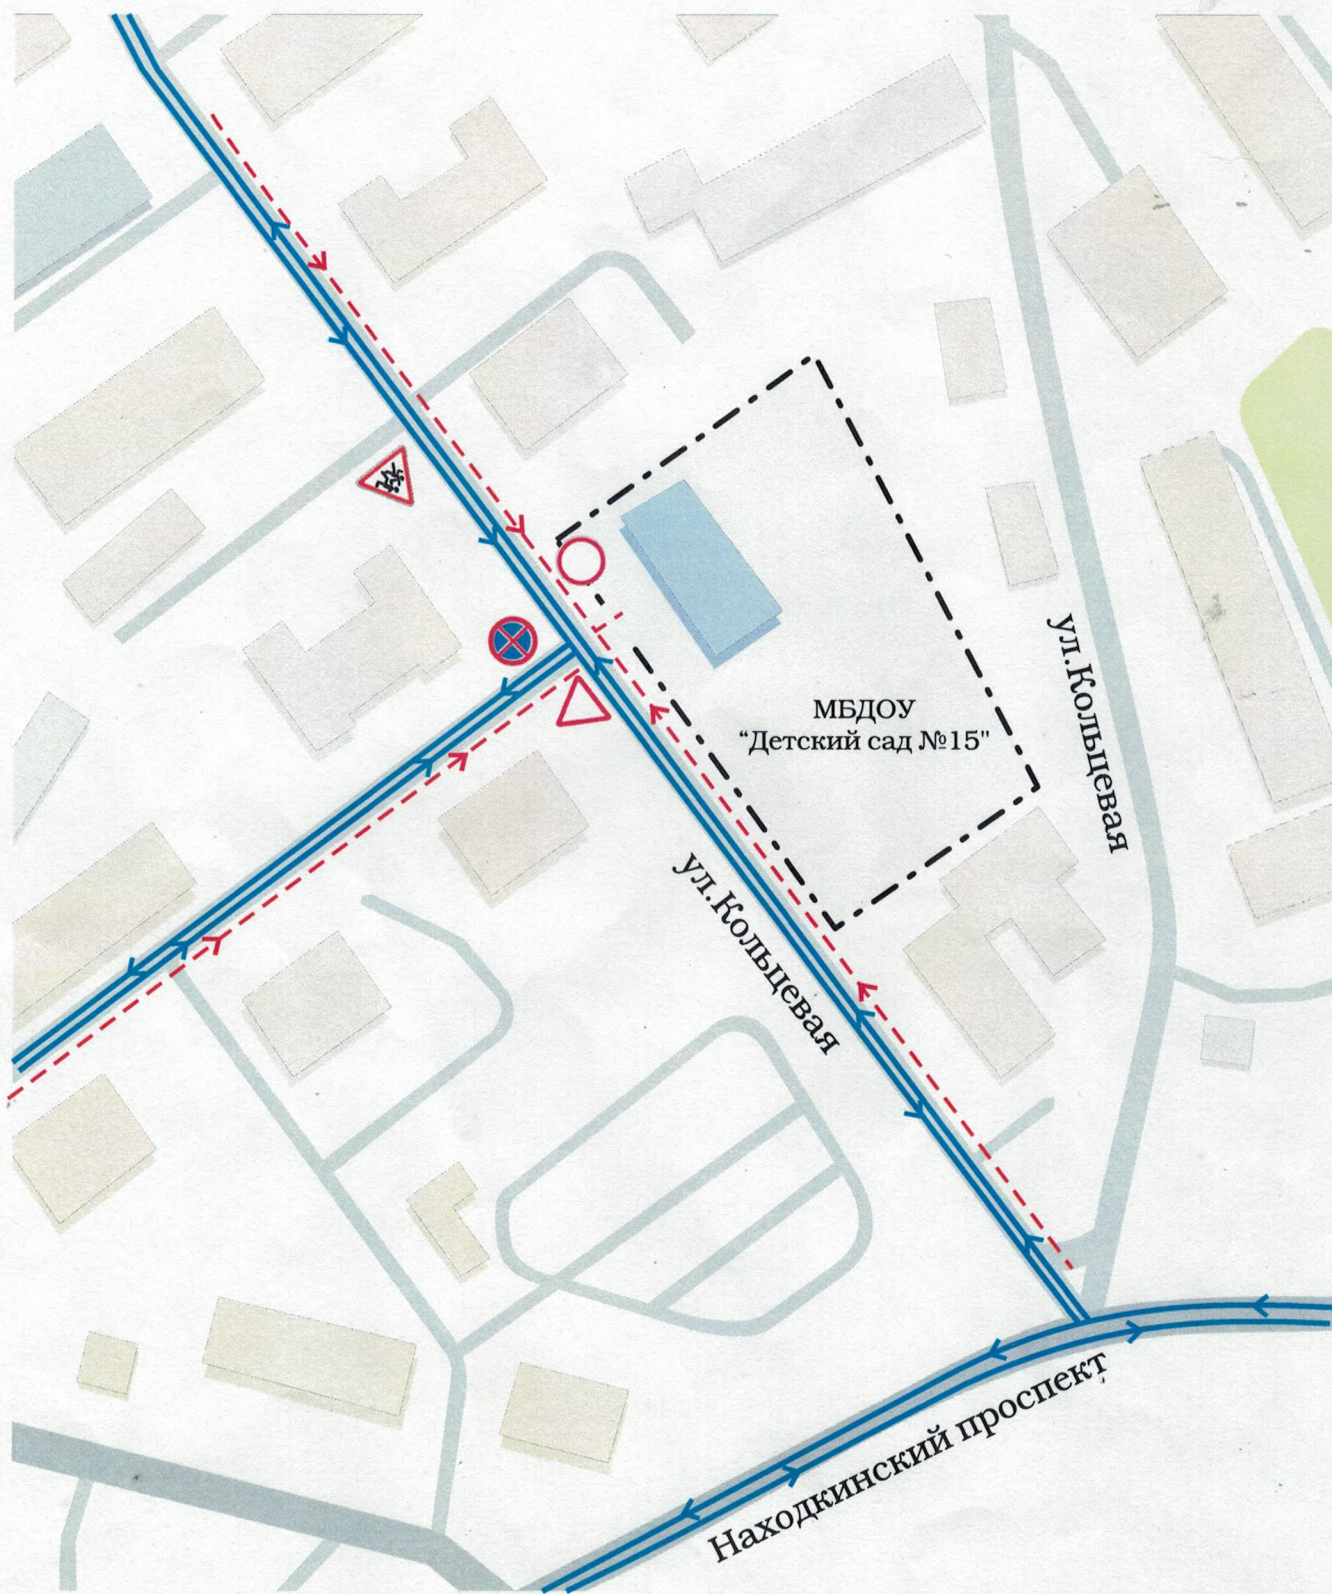 МБДОУ
“Детский сад №15"
ул.Кольцевая
ул.Кольцевая
Находкинский проспект